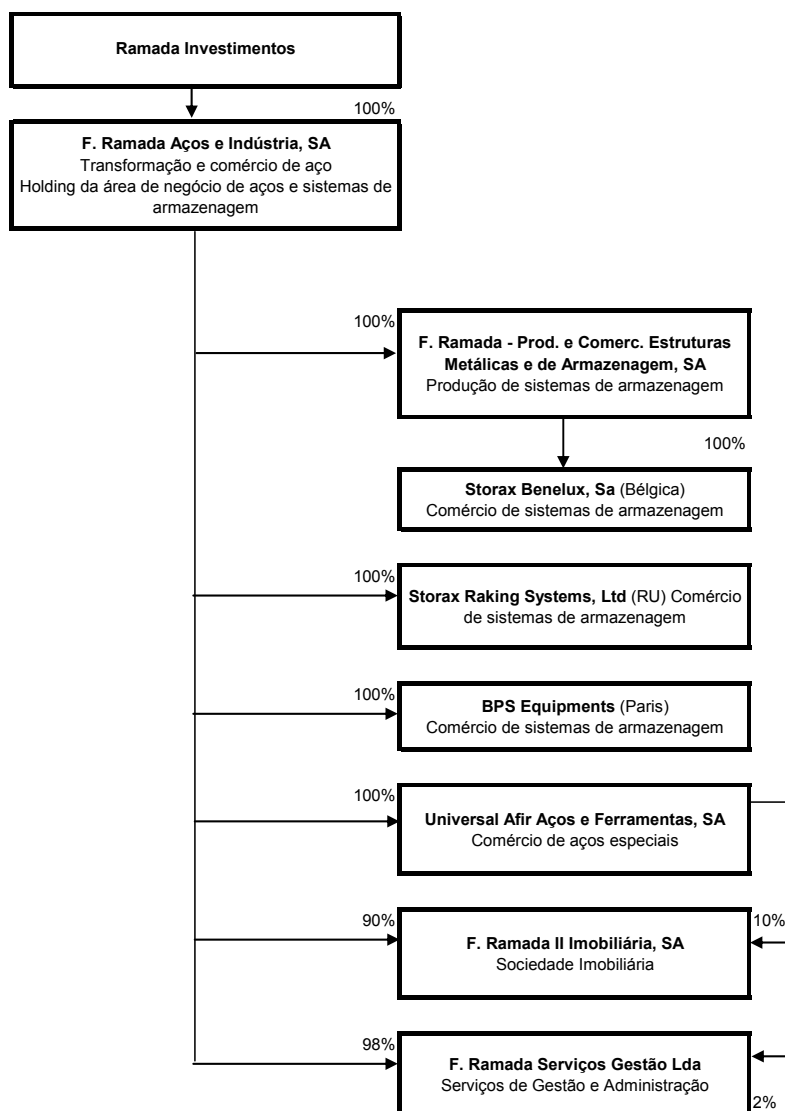 Ramada Investimentos
100%
F. Ramada Aços e Indústria, SA
Transformação e comércio de aço
Holding da área de negócio de aços e sistemas de
armazenagem
100%
F. Ramada - Prod. e Comerc. Estruturas
Metálicas e de Armazenagem, SA
Produção de sistemas de armazenagem
100%
Storax Benelux, Sa (Bélgica)
Comércio de sistemas de armazenagem
100%
Storax Raking Systems, Ltd (RU) Comércio
de sistemas de armazenagem
100%
BPS Equipments (Paris)
Comércio de sistemas de armazenagem
100%
Universal Afir Aços e Ferramentas, SA
Comércio de aços especiais
90%
10%
F. Ramada II Imobiliária, SA
Sociedade Imobiliária
98%
F. Ramada Serviços Gestão Lda
Serviços de Gestão e Administração
2%